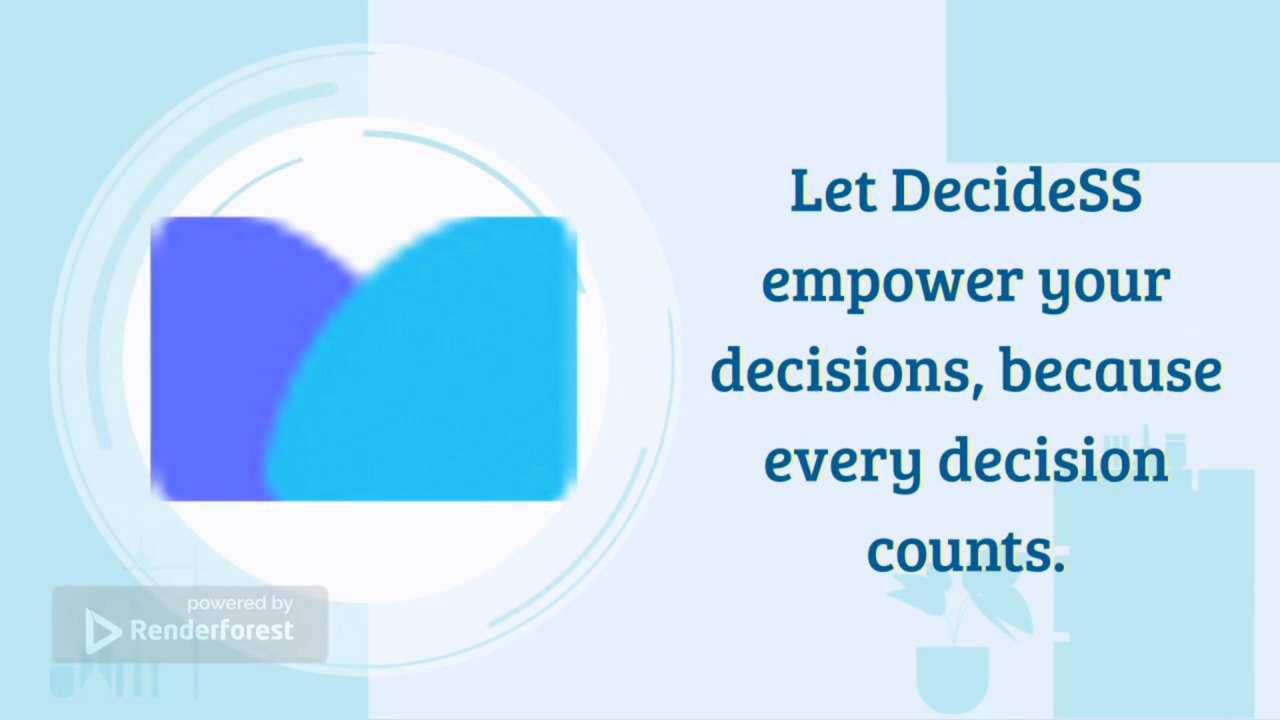 Let DecideSS
empower your
decisions, because
every decision
counts.
powered by
Renderforest